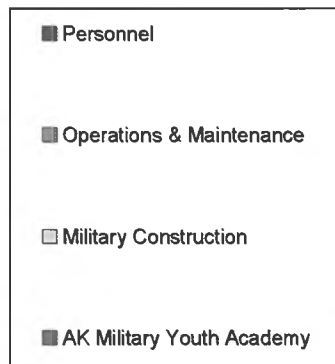 Personnel
Operations & Maintenance
Military Construction
AK Military Youth Academy